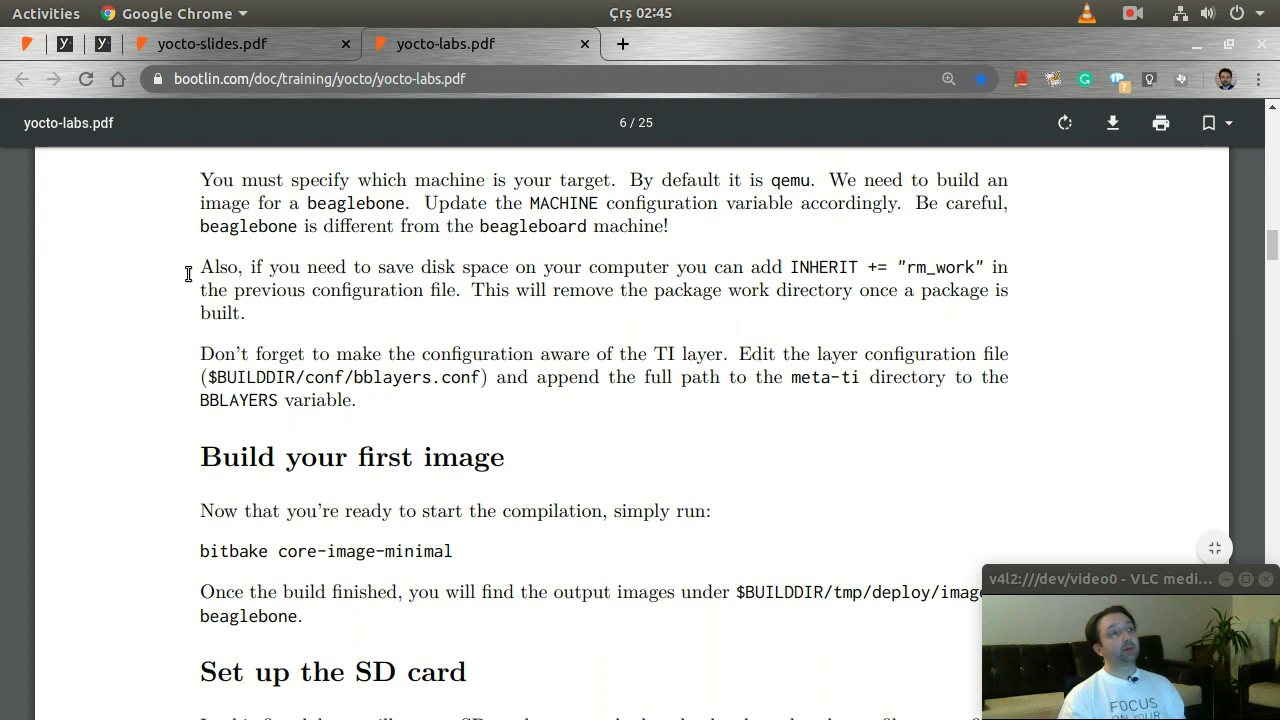 Activities
Google Chrome
Çrş 02:45
yocto-slides.pdf
yocto-labs.pdf
bootlin.com/doc/training/yocto/yocto-labs.pdf
yocto-labs.pdf
6 / 25
You must specify which machine is your target. By default it is qemu. We need to build an
image for a beaglebone. Update the MACHINE configuration variable accordingly. Be careful,
beaglebone is different from the beagleboard machine!
Also, if you need to save disk space on your computer you can add INHERIT += "rm_work" in
the previous configuration file. This will remove the package work directory once a package is
built.
Don't forget to make the configuration aware of the TI layer. Edit the layer configuration file
($BUILDDIR/conf/bblayers.conf) and append the full path to the meta-ti directory to the
BBLAYERS variable.
Build your first image
Now that you're ready to start the compilation, simply run:
bitbake core-image-minimal
Once the build finished, you will find the output images under $BUILDDIR/tmp/deploy/image
beaglebone.
Set up the SD card
v4l2:///dev/video0 - VLC medi...
FOCUS
ON YOUR